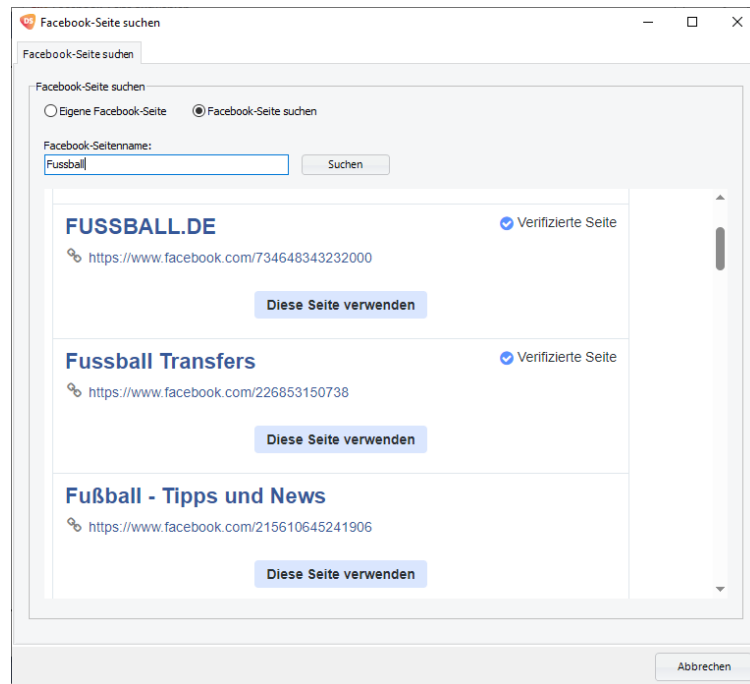 DS Facebook-Seite suchen
Facebook-Seite suchen
Facebook-Seite suchen
Eigene Facebook-Seite Facebook-Seite suchen
Facebook-Seitenname:
Fussball Suchen
FUSSBALL.DE Verifizierte Seite
https://www.facebook.com/734648343232000
Diese Seite verwenden
Fussball Transfers Verifizierte Seite
https://www.facebook.com/226853150738
Diese Seite verwenden
Fußball - Tipps und News
https://www.facebook.com/215610645241906
Diese Seite verwenden
Abbrechen